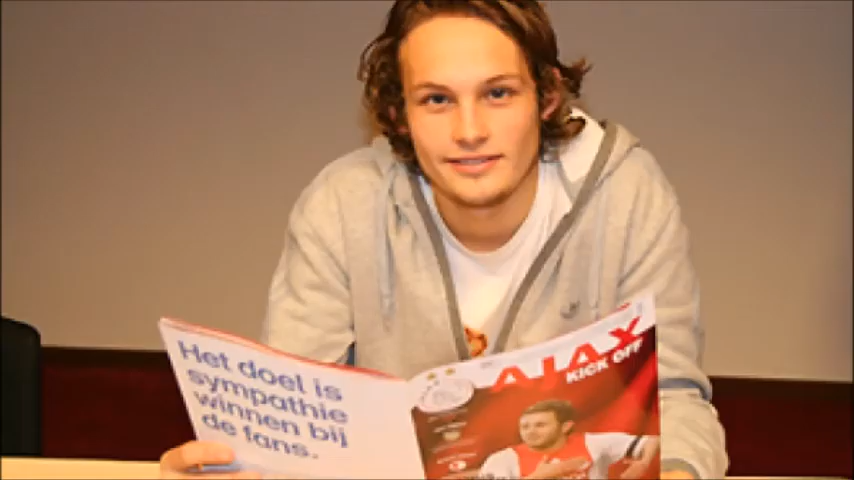 Het doel is
sympathie
winnen bij
de fans.
AJAX
KICK OFF